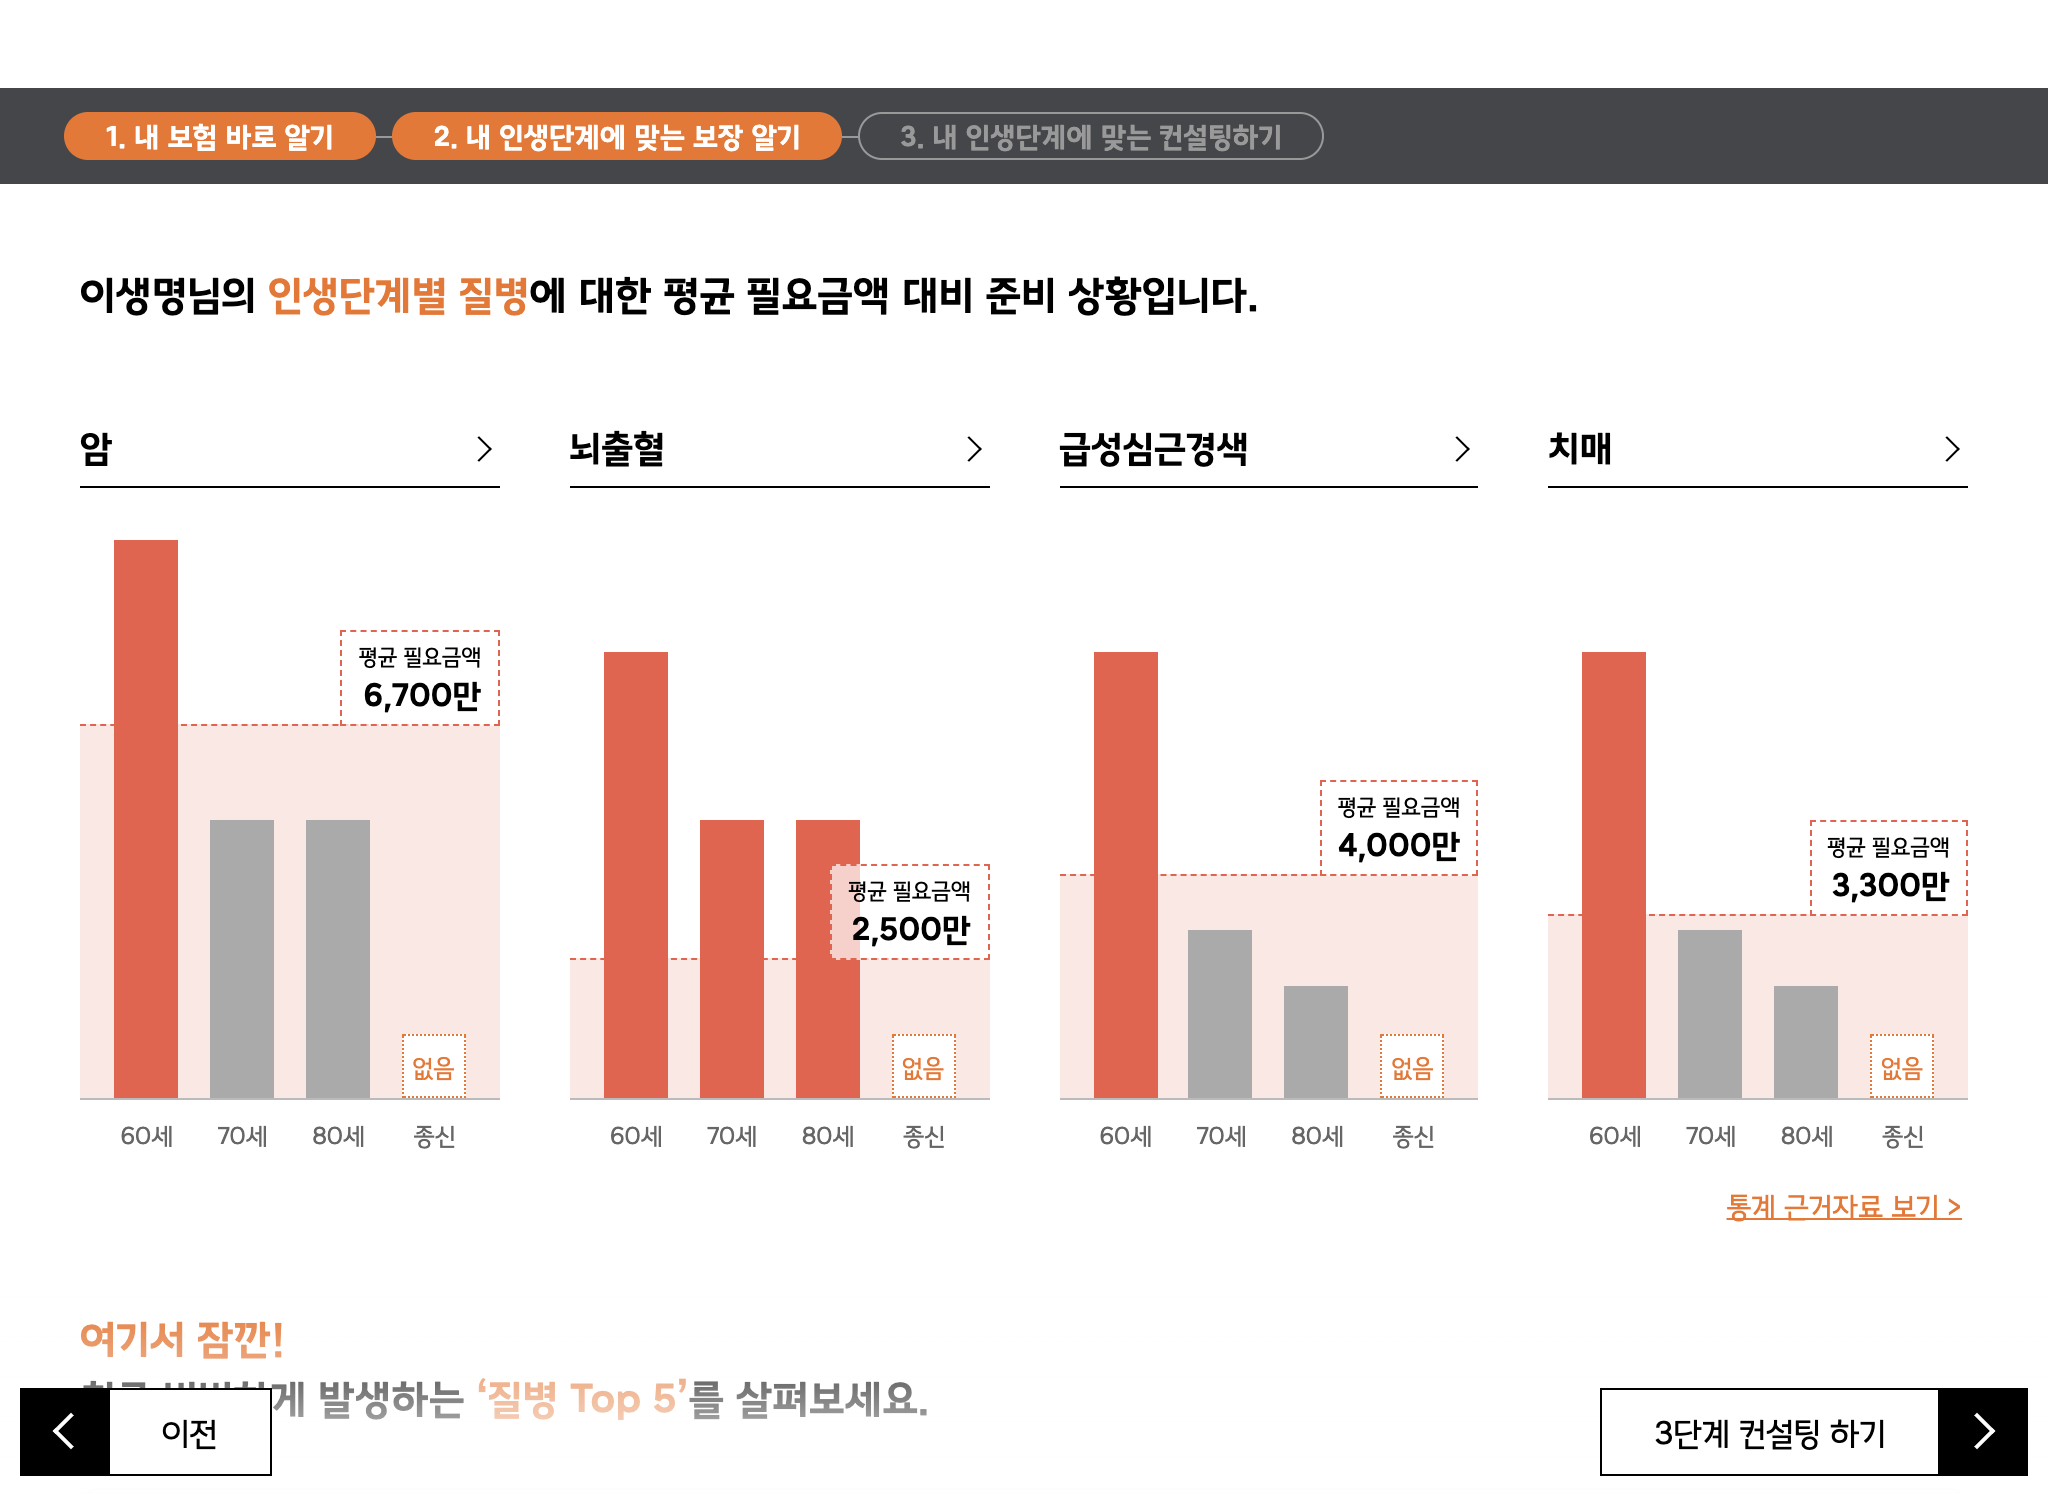 1. 내 보험 바로 알기
2. 내 인생단계에 맞는 보장 알기
3. 내 인생단계에 맞는 컨설팅하기
이생명님의 인생단계별 질병에 대한 평균 필요금액 대비 준비 상황입니다.
암
뇌출혈
급성심근경색
치매
평균 필요금액
6,700만
없음
60세 70세 80세 종신
평균 필요금액
2,500만
없음
60세 70세 80세 종신
평균 필요금액
4,000만
없음
60세 70세 80세 종신
평균 필요금액
3,300만
없음
60세 70세 80세 종신
통계 근거자료 보기 >
여기서 잠깐!
발생하는 ‘질병 Top 5’를 살펴보세요.
이전
3단계 컨설팅 하기